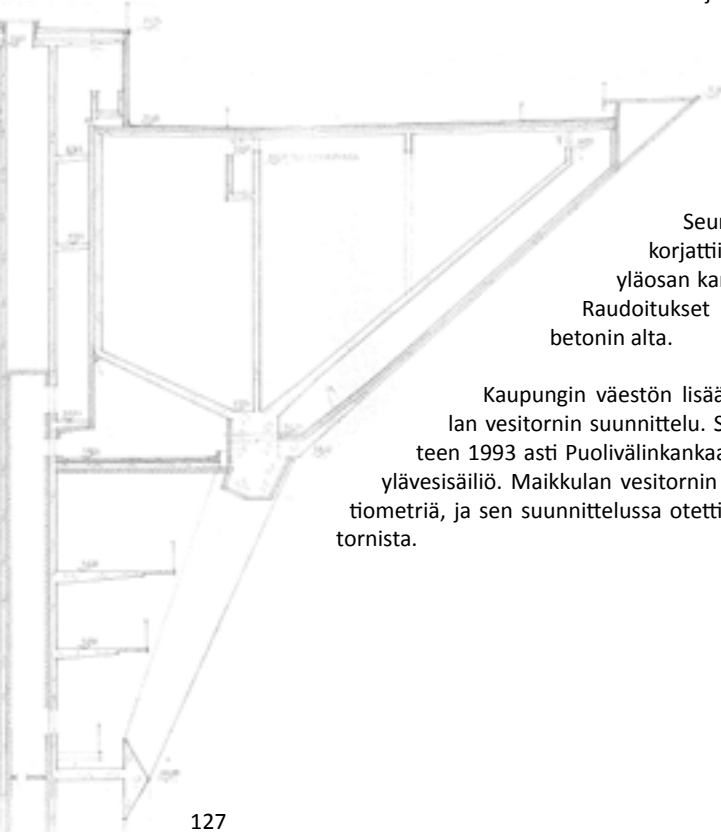 Seur
korjattii
yläosan kar
Raudoitukset
betonin alta.
Kaupungin väestön lisää
lan vesitornin suunnittelu. S
teen 1993 asti Puolivälinkankaa
ylävesisäiliö. Maikkulan vesitornin
tiometriä, ja sen suunnittelussa otetti
tornista.
127